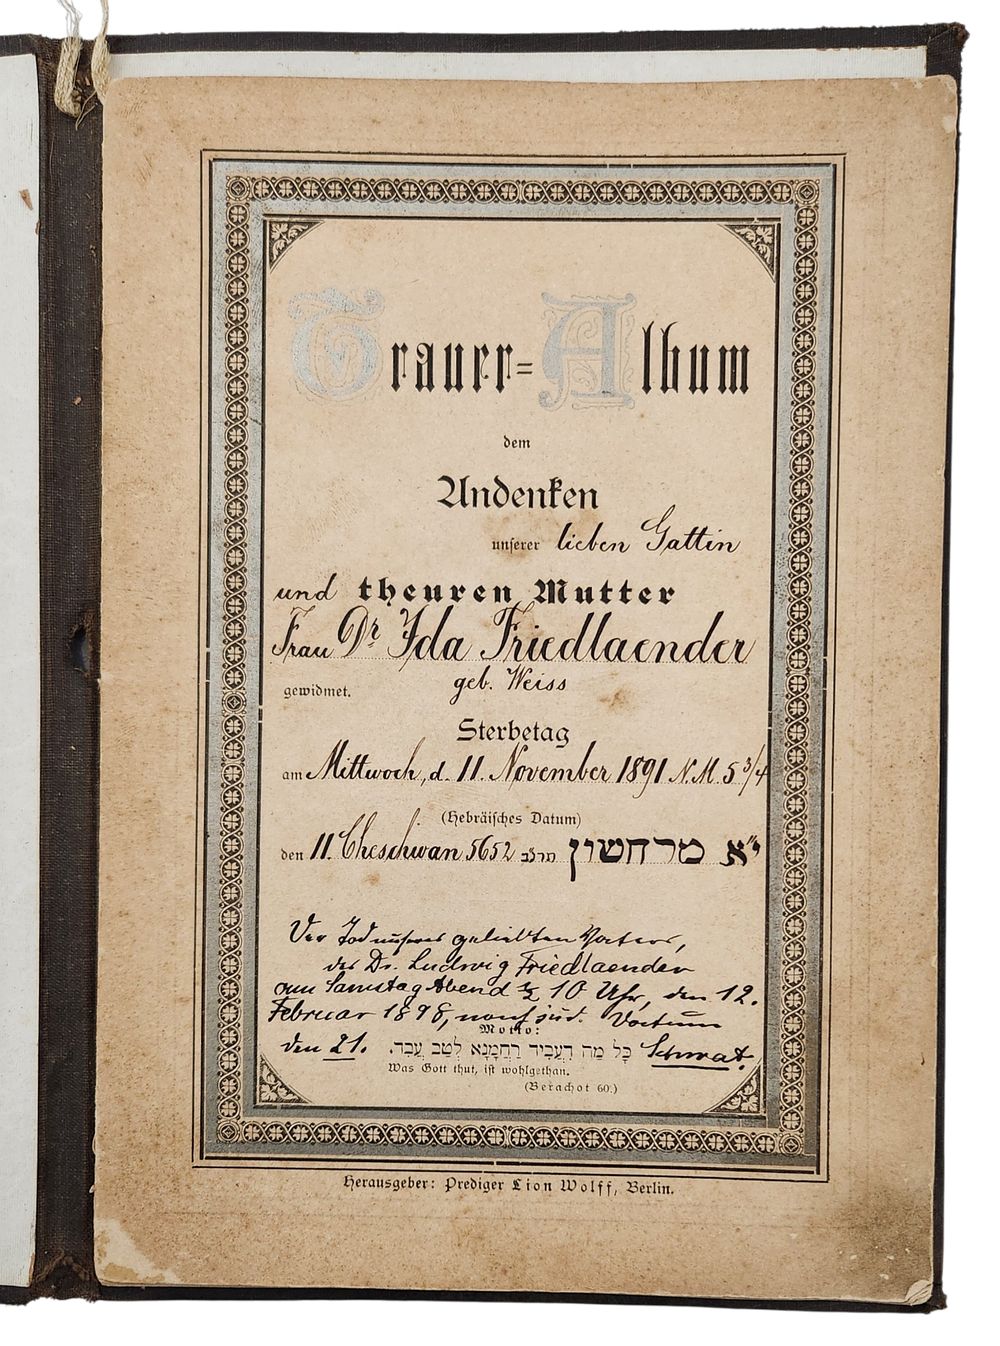 Trauer=Album
dem
Andenken
unserer lieben Gattin
und theuren Mutter
Frau Dr Ida Friedlaender
geb. Weiss
gewidmet.
Sterbetag
am Mittwoch, d. 11. November 1891 N.M. 5 3/4
(Hebräisches Datum)
den 11. Cheschwan 5652 תרנ״ב י״א מרחשון
Der Tod unseres geliebten Vaters,
des Dr. Ludwig Friedlaender
am Samstag Abend ½ 10 Uhr, den 12.
Februar 1898, nach jüd. Datum
Motto:
den 21. Schwat.
כָּל מַה דְעָבִיד רַחֲמָנָא לְטַב עֲבַד.
Was Gott thut, ist wohlgethan.
(Berachot 60.)
Herausgeber: Prediger Lion Wolff, Berlin.